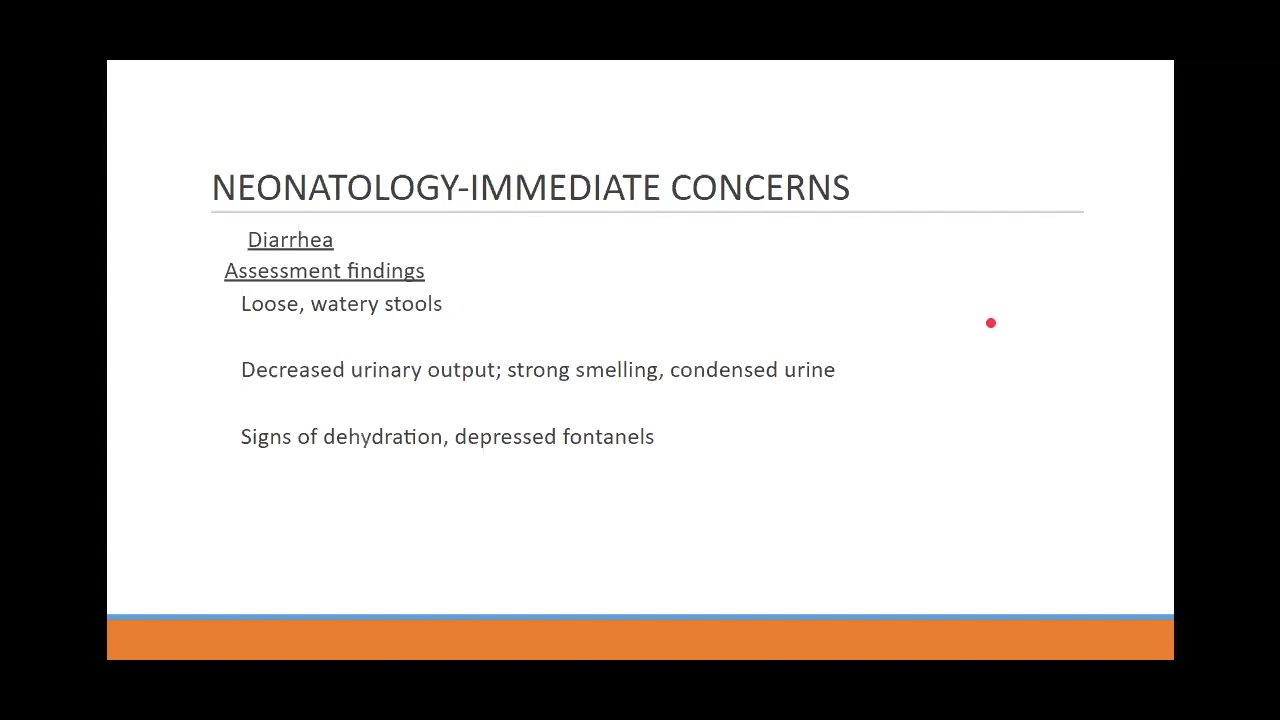 NEONATOLOGY-IMMEDIATE CONCERNS
Diarrhea
Assessment findings
Loose, watery stools
Decreased urinary output; strong smelling, condensed urine
Signs of dehydration, depressed fontanels